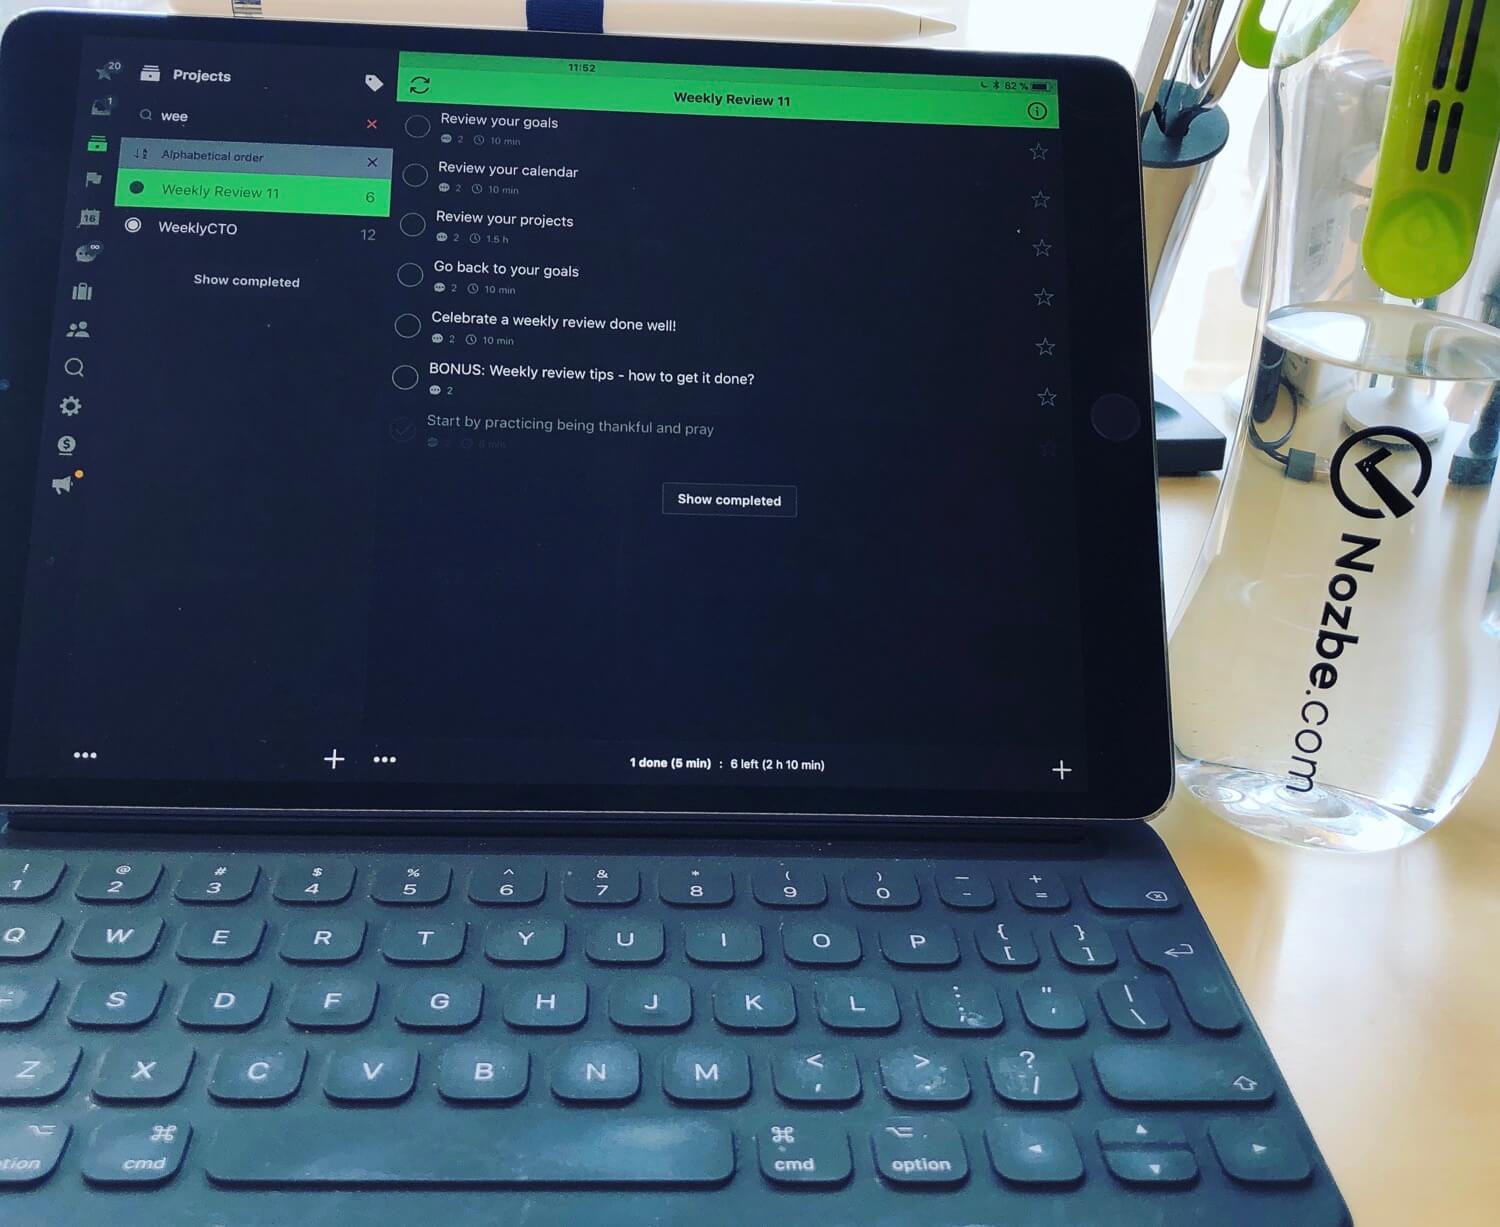 11:52
82 %
20
Projects
Weekly Review 11
1
wee
Alphabetical order
Weekly Review 11 6
16
WeeklyCTO 12
Show completed
Review your goals
2 10 min
Review your calendar
2 10 min
Review your projects
2 1.5 h
Go back to your goals
2 10 min
Celebrate a weekly review done well!
2 10 min
BONUS: Weekly review tips - how to get it done?
2
Start by practicing being thankful and pray
Show completed
1 done (5 min) : 6 left (2 h 10 min)
Nozbe.com
! @ # $ % ^ & * ( ) _ +
1 2 3 4 5 6 7 8 9 0 - =
Q W E R T Y U I O P { }
[ ]
S D F G H J K L : " |
; ' \
Z X C V B N M < > ?
, . /
cmd cmd option